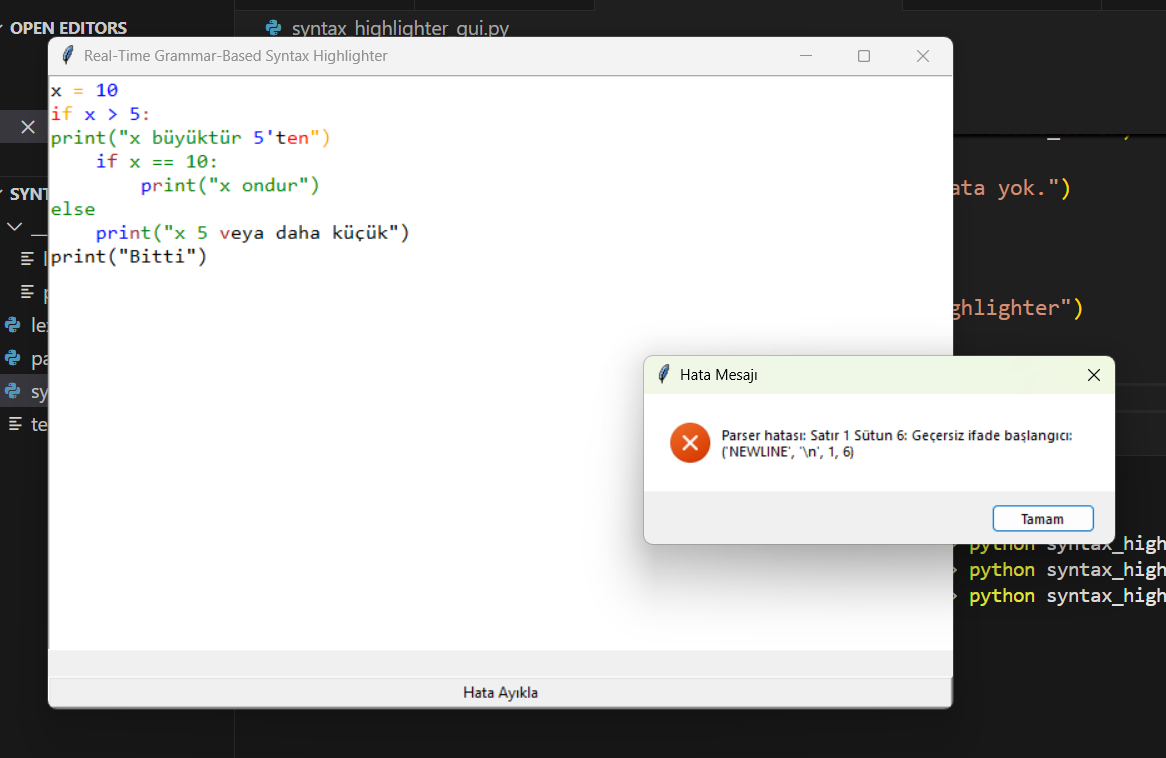 OPEN EDITORS
syntax_highlighter_gui.py
Real-Time Grammar-Based Syntax Highlighter
x = 10
if x > 5:
print("x büyüktür 5'ten")
if x == 10:
print("x ondur")
else
print("x 5 veya daha küçük")
print("Bitti")
SYNT
le
pa
sy
te
ata yok.")
ghlighter")
Hata Mesajı
Parser hatası: Satır 1 Sütun 6: Geçersiz ifade başlangıcı:
('NEWLINE', '\n', 1, 6)
Tamam
python syntax_high
python syntax_high
python syntax_high
Hata Ayıkla